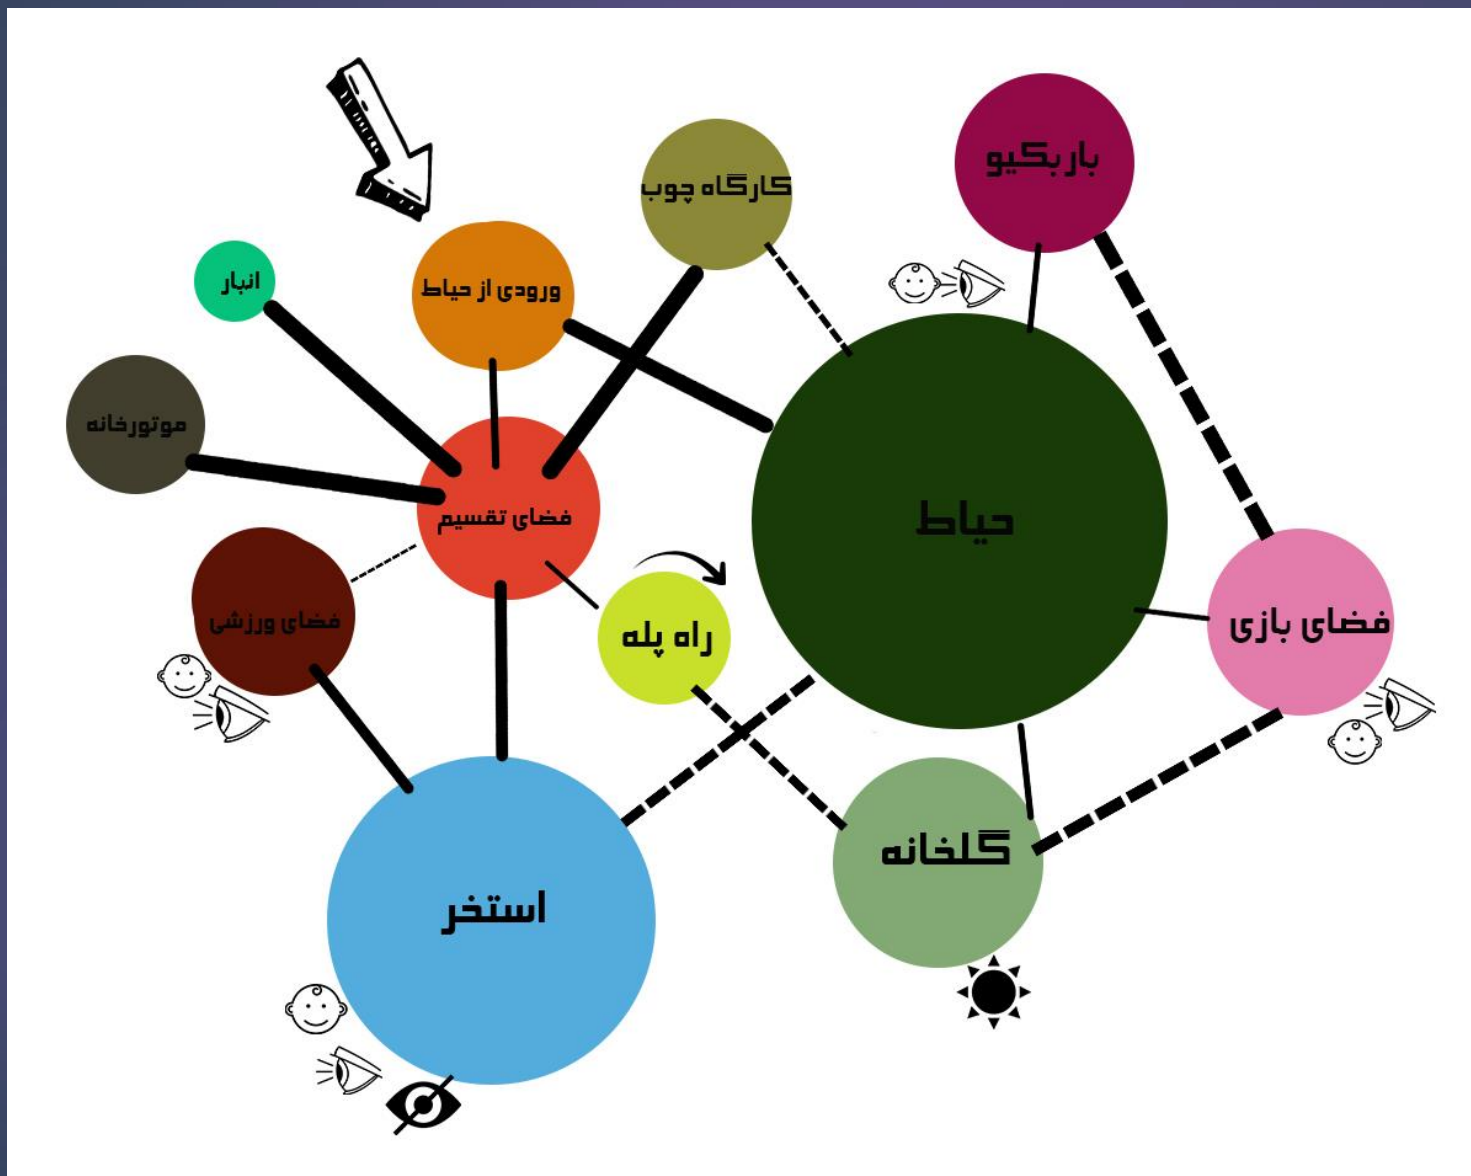 باربکیو
کارگاه چوب
انبار
ورودی از حیاط
موتورخانه
فضای تقسیم
حیاط
فضای ورزشی
راه پله
فضای بازی
گلخانه
استخر